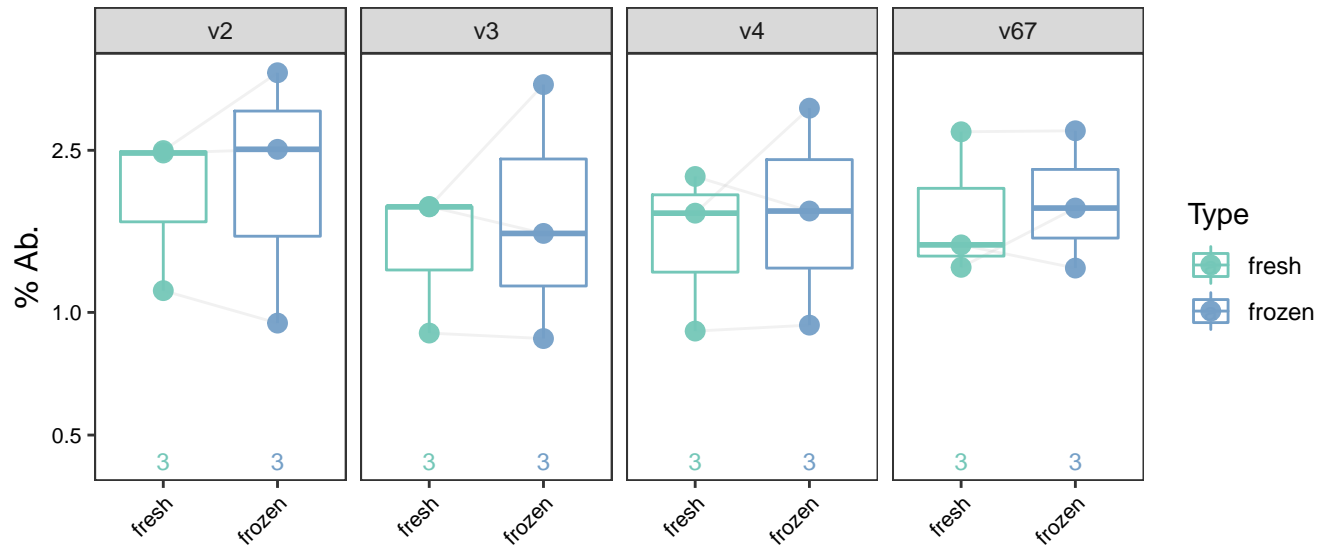 v2 v3 v4 v67
% Ab.
2.5
1.0
0.5
3 3 3 3 3 3 3 3
fresh frozen fresh frozen fresh frozen fresh frozen
Type
fresh
frozen